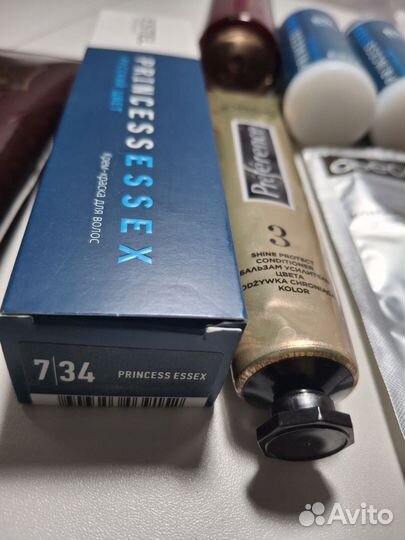 ESTEL
PRINCESS ESSEX
Крем-краска для волос
7/34 PRINCESS ESSEX
Préférence
3
SHINE PROTECT
CONDITIONER
БАЛЬЗАМ УСИЛИТЕЛЬ
ЦВЕТА
ODŻYWKA CHRONIĄCA
KOLOR
Avito